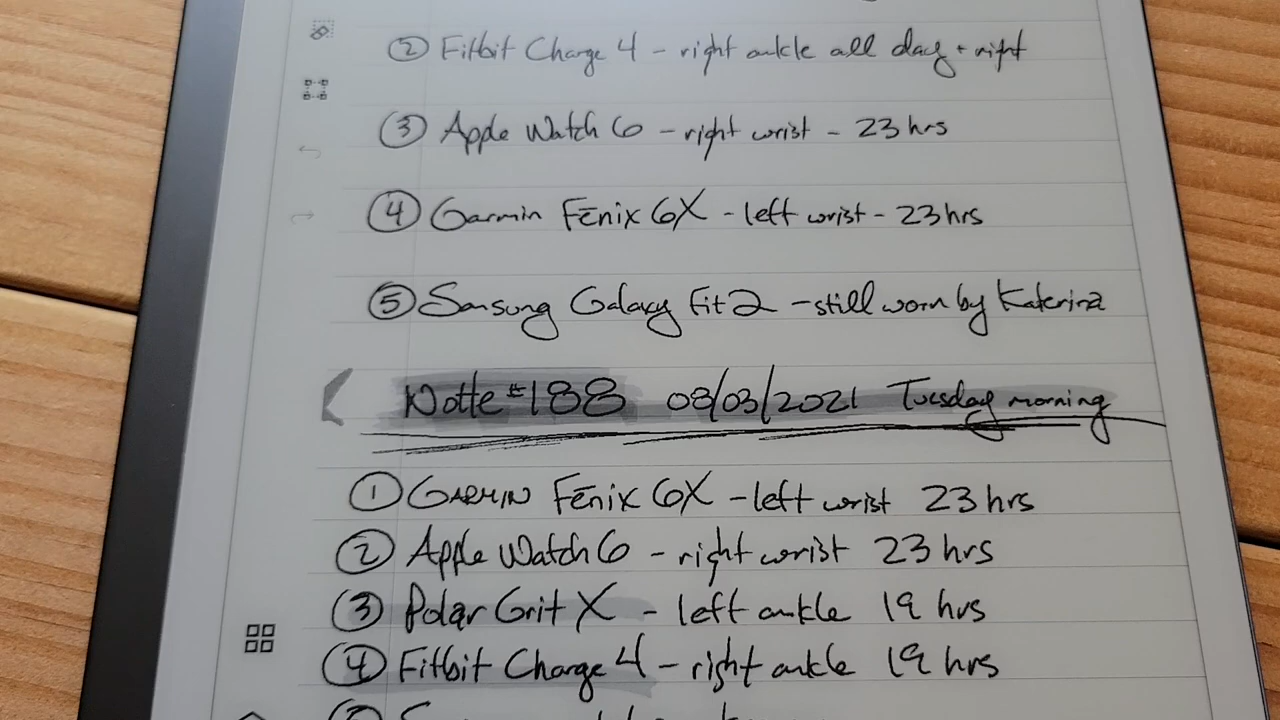 ② Fitbit Charge 4 - right ankle all day + night
③ Apple Watch 6 - right wrist - 23 hrs
④ Garmin Fēnix 6X - left wrist - 23 hrs
⑤ Samsung Galaxy Fit 2 - still worn by Katerina
Notte #188 08/03/2021 Tuesday morning
① GARMIN Fēnix 6X - left wrist 23 hrs
② Apple Watch 6 - right wrist 23 hrs
③ Polar Grit X - left ankle 19 hrs
④ Fitbit Charge 4 - right ankle 19 hrs